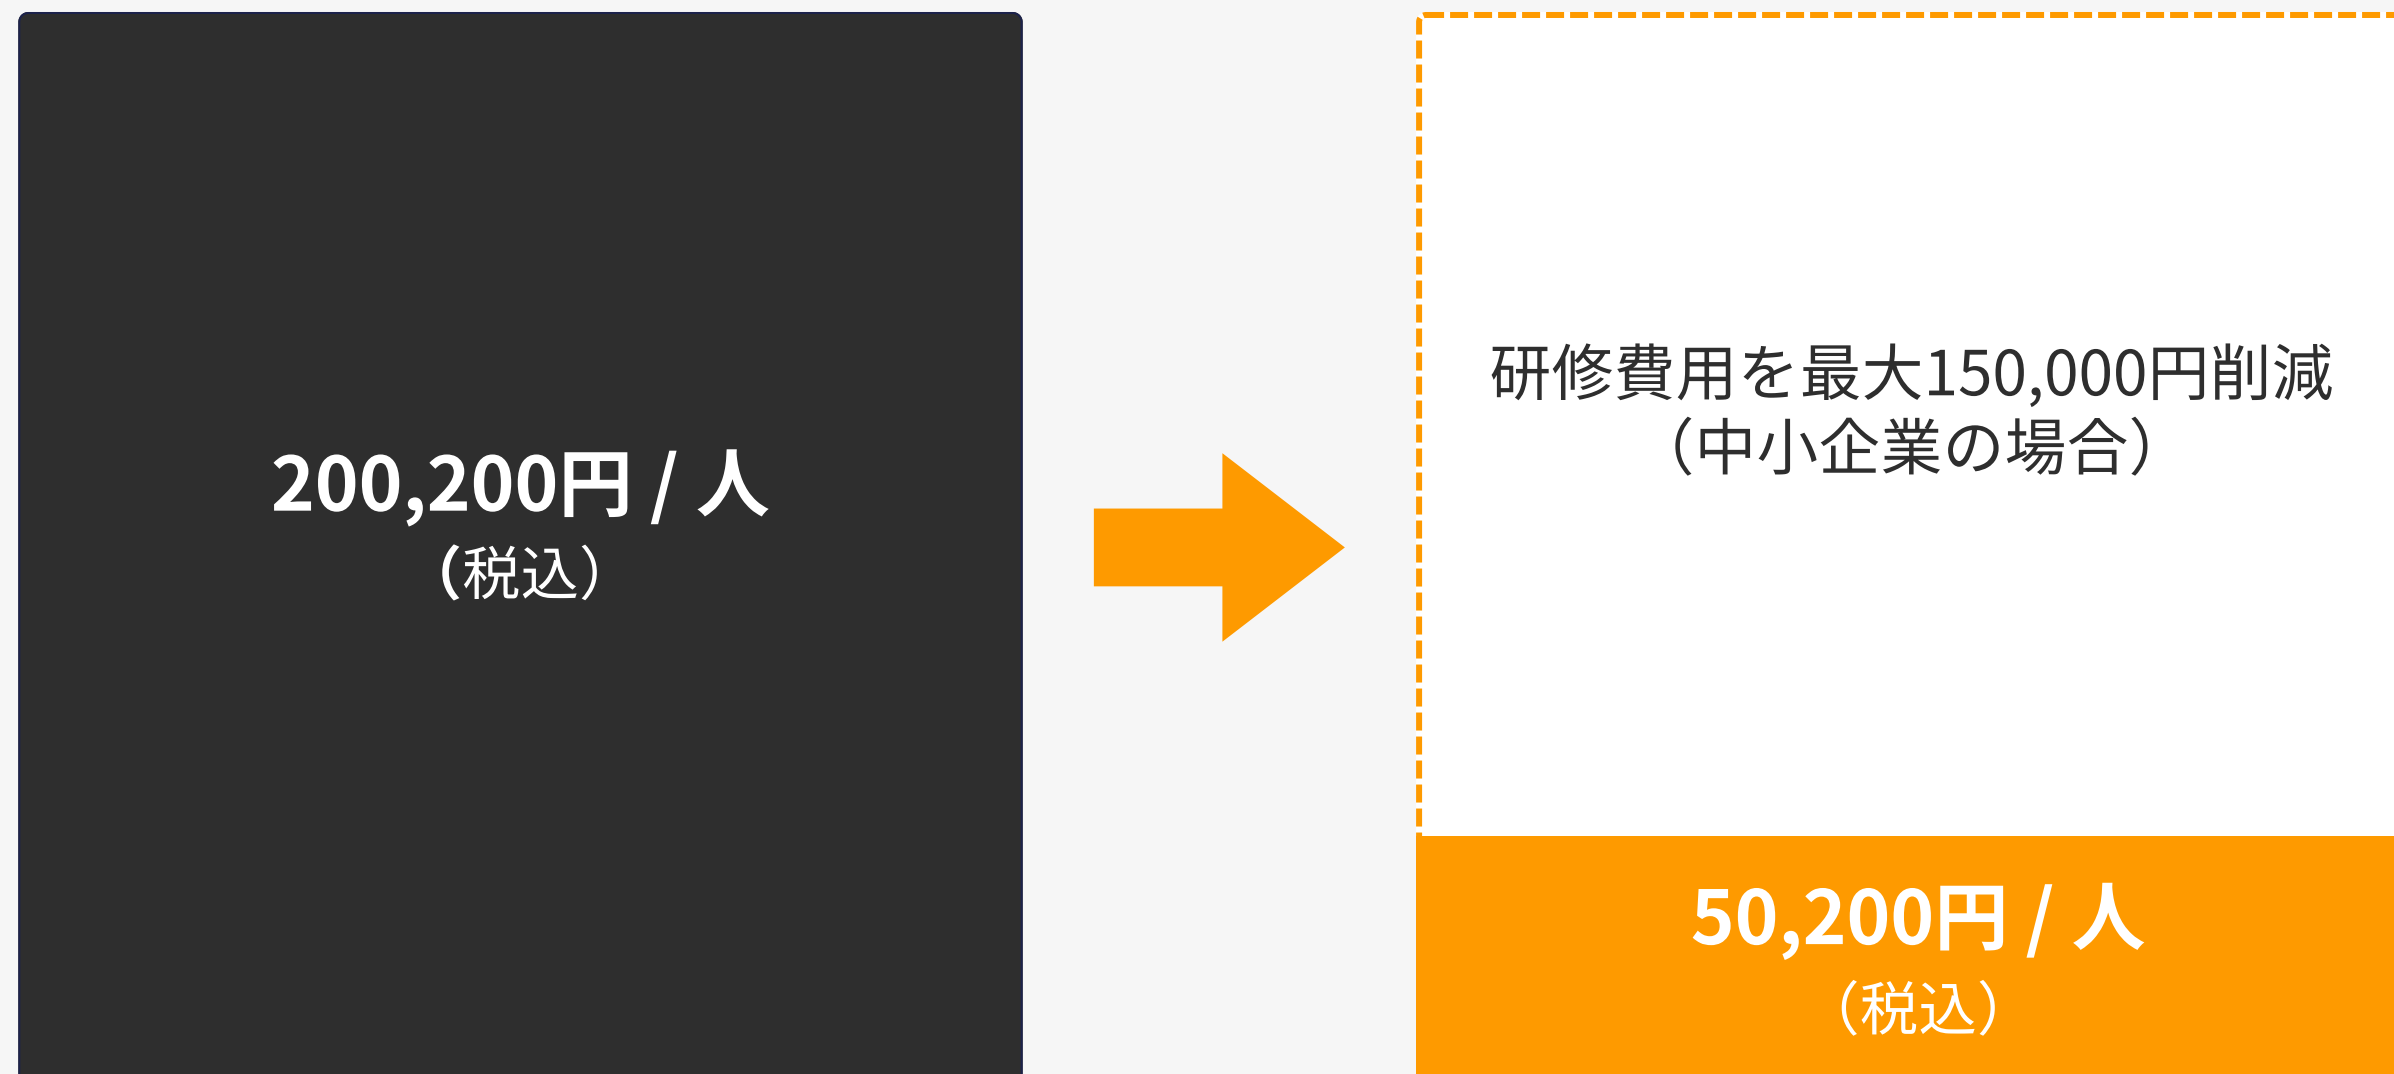 200,200円 / 人
（税込）
研修費用を最大150,000円削減
（中小企業の場合）
50,200円 / 人
（税込）